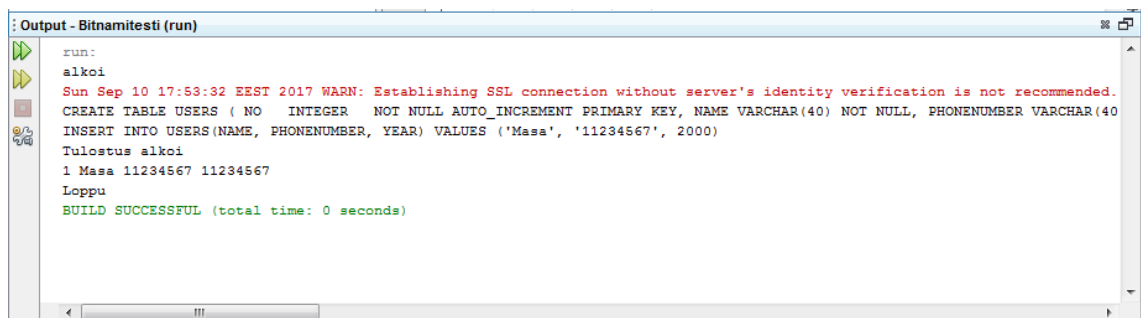 Output - Bitnamitesti (run)
run:
alkoi
Sun Sep 10 17:53:32 EEST 2017 WARN: Establishing SSL connection without server's identity verification is not recommended.
CREATE TABLE USERS ( NO INTEGER NOT NULL AUTO_INCREMENT PRIMARY KEY, NAME VARCHAR(40) NOT NULL, PHONENUMBER VARCHAR(40
INSERT INTO USERS(NAME, PHONENUMBER, YEAR) VALUES ('Masa', '11234567', 2000)
Tulostus alkoi
1 Masa 11234567 11234567
Loppu
BUILD SUCCESSFUL (total time: 0 seconds)